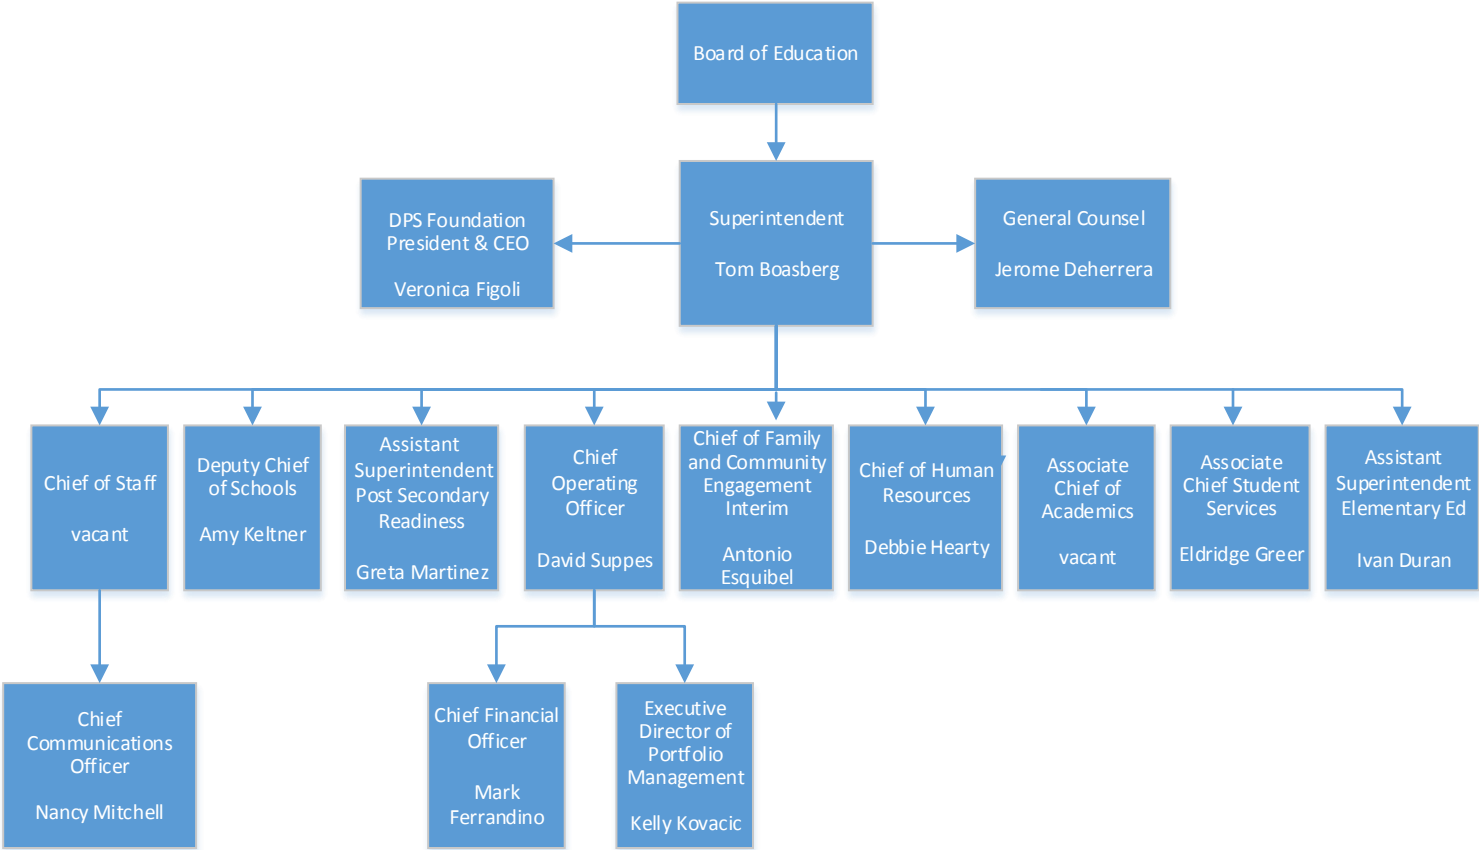 Board of Education
DPS Foundation
President & CEO
Veronica Figoli
Superintendent
Tom Boasberg
General Counsel
Jerome Deherrera
Chief of Staff
vacant
Deputy Chief
of Schools
Amy Keltner
Assistant
Superintendent
Post Secondary
Readiness
Greta Martinez
Chief
Operating
Officer
David Suppes
Chief of Family
and Community
Engagement
Interim
Antonio
Esquibel
Chief of Human
Resources
Debbie Hearty
Associate
Chief of
Academics
vacant
Associate
Chief Student
Services
Eldridge Greer
Assistant
Superintendent
Elementary Ed
Ivan Duran
Chief
Communications
Officer
Nancy Mitchell
Chief Financial
Officer
Mark
Ferrandino
Executive
Director of
Portfolio
Management
Kelly Kovacic